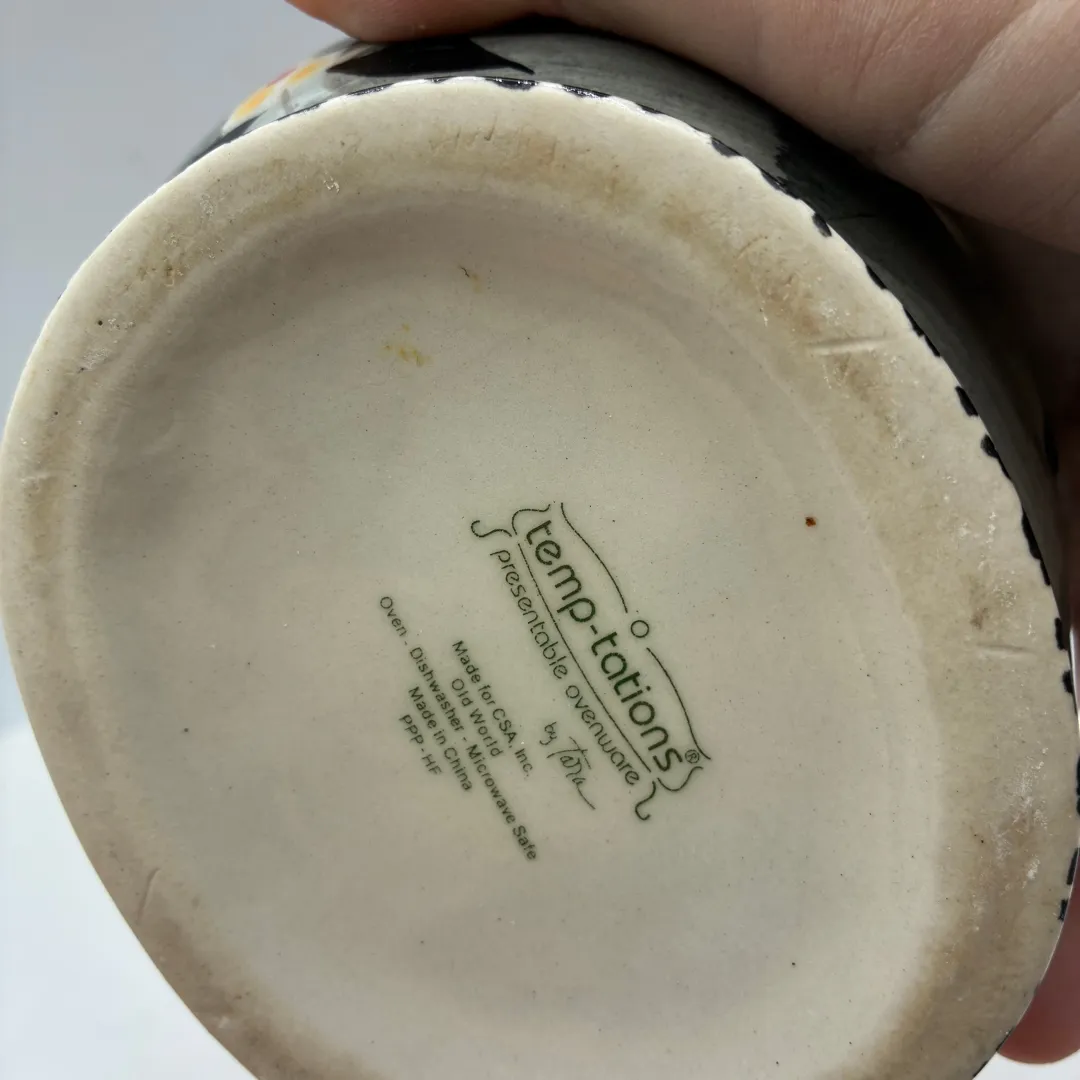 temp-tations®
presentable ovenware
by Tara
Made for CSA, Inc.
Old World
Oven - Dishwasher - Microwave Safe
Made in China
PPP - HF